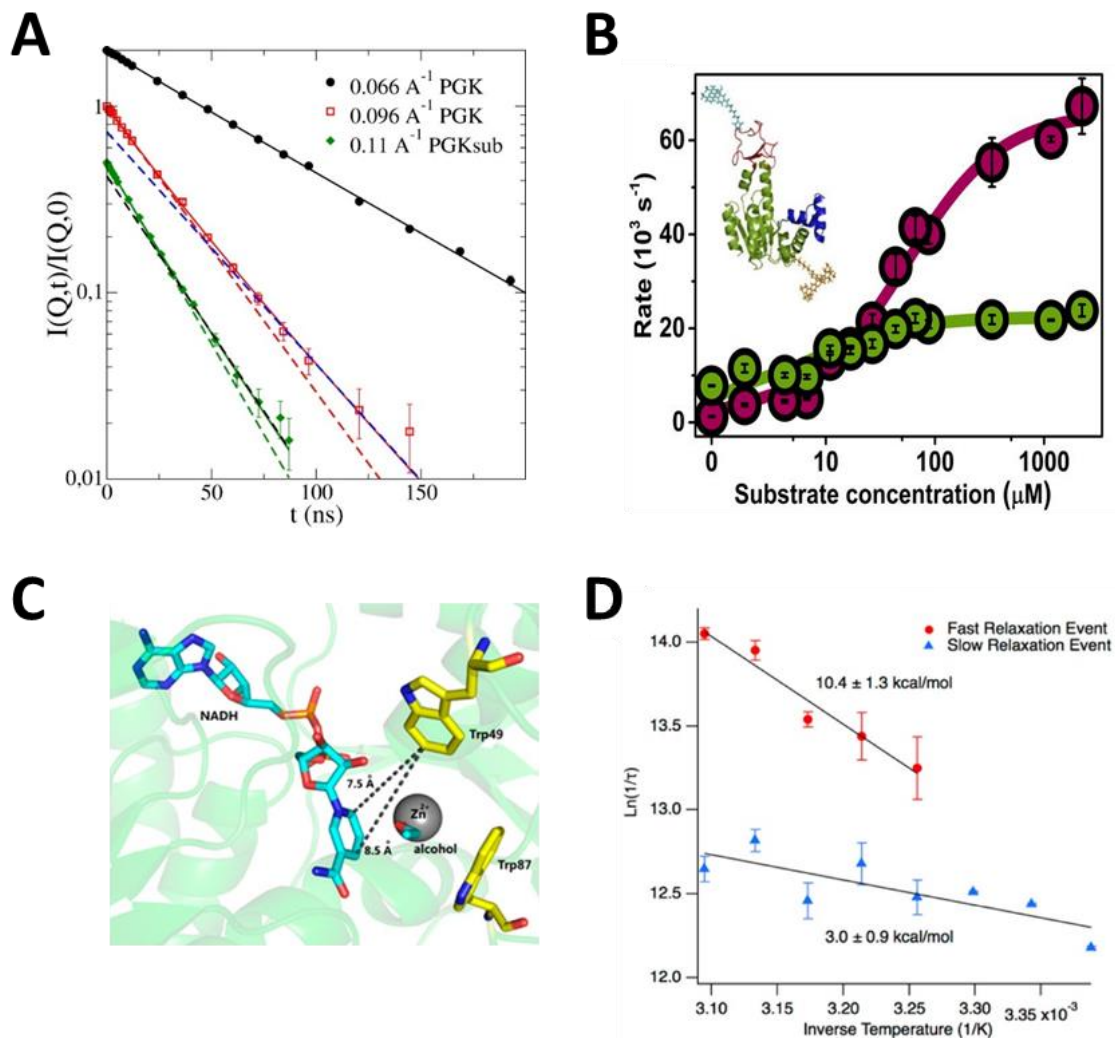 A
0.066 A⁻¹ PGK
0.096 A⁻¹ PGK
0.11 A⁻¹ PGKsub
1
0.1
0,01
0
50
100
150
t (ns)
I(Q,t)/I(Q,0)
B
60
40
20
0
0
10
100
1000
Rate (10³ s⁻¹)
Substrate concentration (μM)
C
NADH
Trp49
7.5 Å
Zn²⁺
alcohol
8.5 Å
Trp87
D
Fast Relaxation Event
Slow Relaxation Event
14.0
13.5
13.0
12.5
12.0
10.4 ± 1.3 kcal/mol
3.0 ± 0.9 kcal/mol
Ln(1/τ)
3.10
3.15
3.20
3.25
3.30
3.35 x10⁻³
Inverse Temperature (1/K)